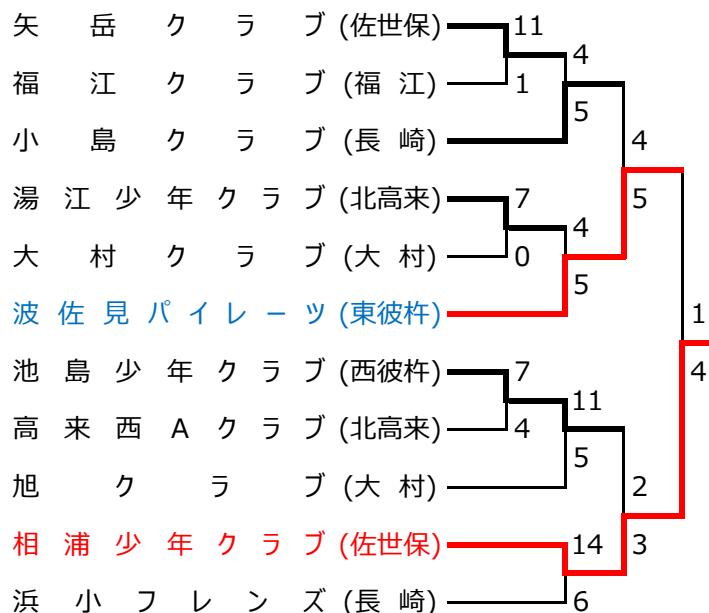 矢岳クラブ(佐世保) 11
4
福江クラブ(福江) 1
5
小島クラブ(長崎) 4
湯江少年クラブ(北高来) 7 5
4
大村クラブ(大村) 0
5
波佐見パイレーツ(東彼杵) 1
池島少年クラブ(西彼杵) 7 4
11
高来西Aクラブ(北高来) 4
5
旭クラブ(大村) 2
相浦少年クラブ(佐世保) 14 3
浜小フレンズ(長崎) 6